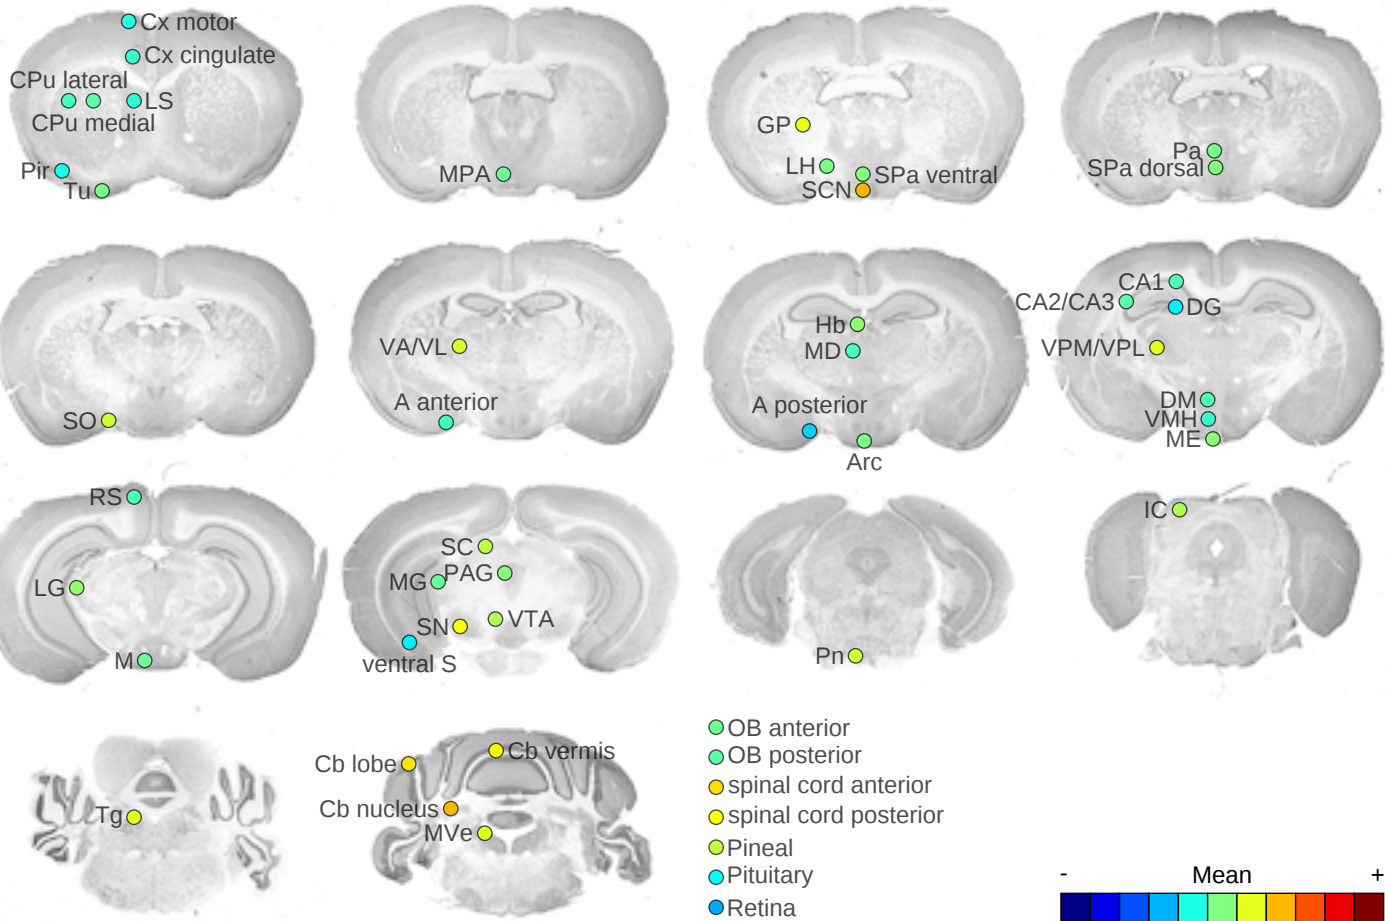 Cx motor
Cx cingulate
CPu lateral
LS
CPu medial
Pir
Tu
MPA
GP
LH
SPa ventral
SCN
Pa
SPa dorsal
SO
VA/VL
A anterior
Hb
MD
A posterior
Arc
CA1
CA2/CA3
DG
VPM/VPL
DM
VMH
ME
RS
LG
M
SC
MG
PAG
SN
VTA
ventral S
Pn
IC
Tg
Cb lobe
Cb vermis
Cb nucleus
MVe
OB anterior
OB posterior
spinal cord anterior
spinal cord posterior
Pineal
Pituitary
Retina
- Mean +